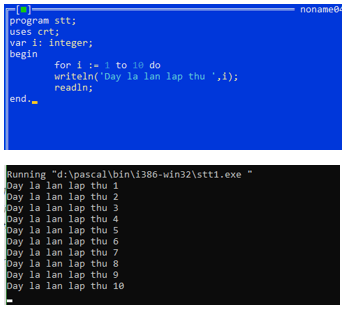 noname04
program stt;
uses crt;
var i: integer;
begin
for i := 1 to 10 do
writeln('Day la lan lap thu ',i);
readln;
end.
Running "d:\pascal\bin\i386-win32\stt1.exe "
Day la lan lap thu 1
Day la lan lap thu 2
Day la lan lap thu 3
Day la lan lap thu 4
Day la lan lap thu 5
Day la lan lap thu 6
Day la lan lap thu 7
Day la lan lap thu 8
Day la lan lap thu 9
Day la lan lap thu 10